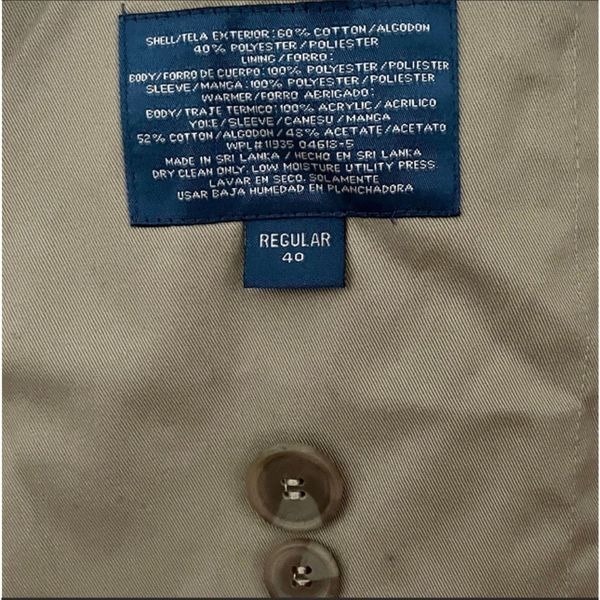 SHELL/TELA EXTERIOR: 60% COTTON/ALGODON
40% POLYESTER/POLIESTER
LINING/FORRO:
BODY/FORRO DE CUERPO: 100% POLYESTER/POLIESTER
SLEEVE/MANGA: 100% POLYESTER/POLIESTER
WARMER/FORRO ABRIGADO:
BODY/TRAJE TERMICO: 100% ACRYLIC/ACRILICO
YOKE/SLEEVE/CANESU/MANGA
52% COTTON/ALGODON/48% ACETATE/ACETATO
WPL#11935 04618-5
MADE IN SRI LANKA / HECHO EN SRI LANKA
DRY CLEAN ONLY. LOW MOISTURE UTILITY PRESS
LAVAR EN SECO. SOLAMENTE
USAR BAJA HUMEDAD EN PLANCHADORA
REGULAR
40